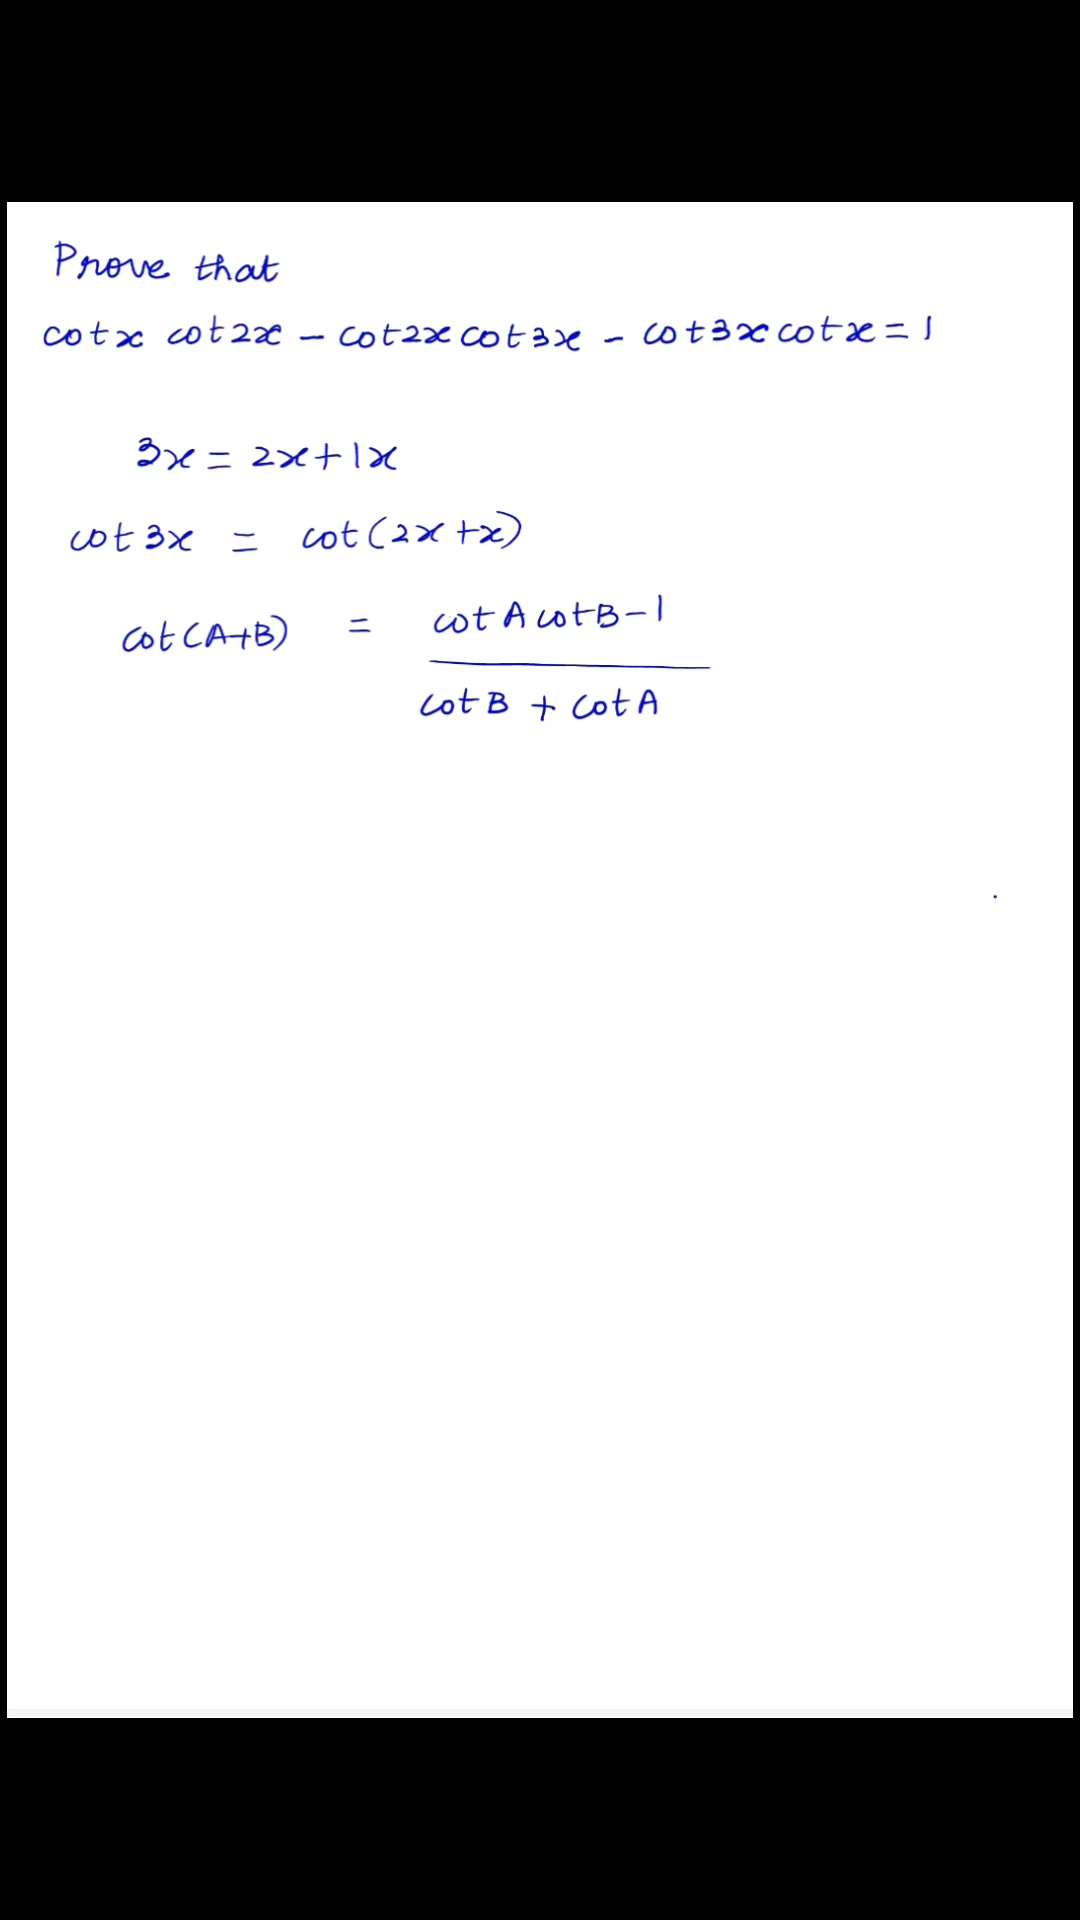 Prove that
cotx cot2x - cot2x cot3x - cot3x cotx = 1
3x = 2x+1x
cot 3x = cot(2x+x)
cot(A+B) = cot A cot B - 1
cot B + cot A